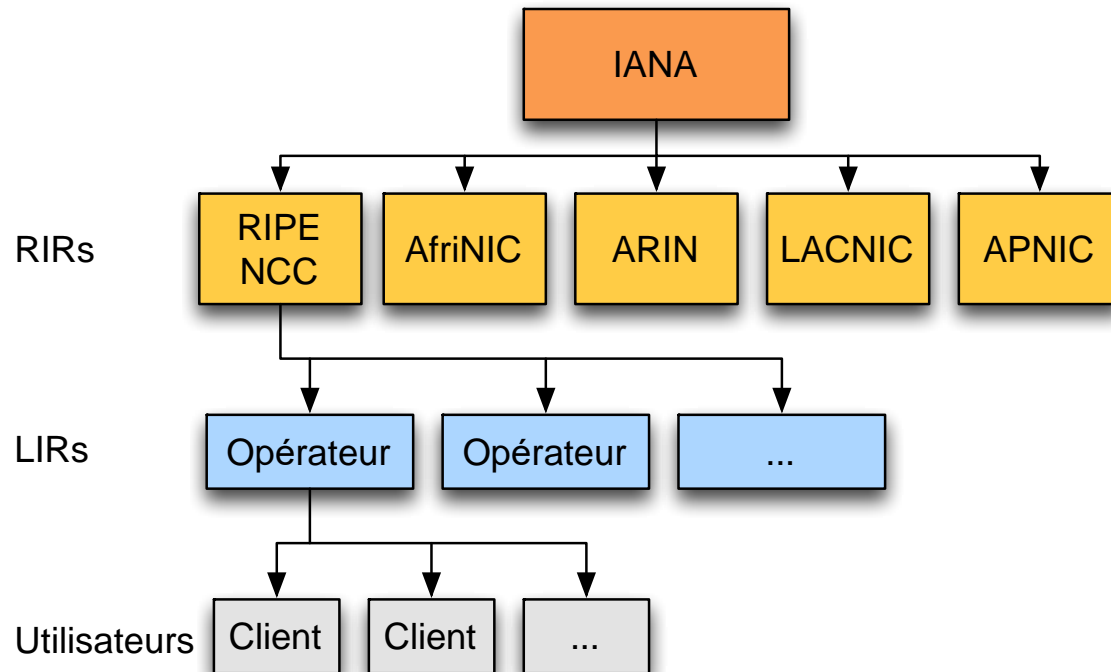 IANA
RIRs
RIPE
NCC
AfriNIC
ARIN
LACNIC
APNIC
LIRs
Opérateur
Opérateur
...
Utilisateurs
Client
Client
...